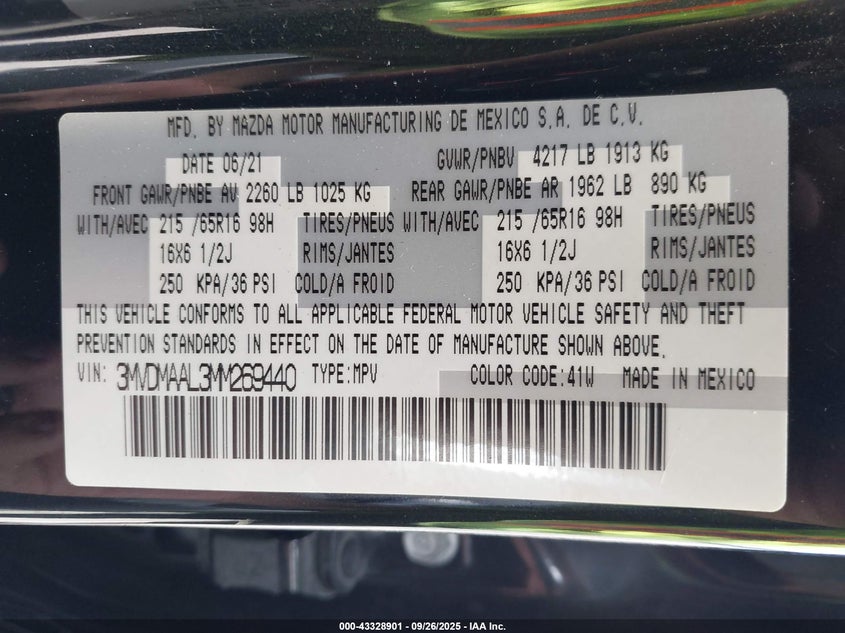 MFD. BY MAZDA MOTOR MANUFACTURING DE MEXICO S.A. DE C.V.
DATE 06/21 GVWR/PNBV 4217 LB 1913 KG
FRONT GAWR/PNBE AV 2260 LB 1025 KG REAR GAWR/PNBE AR 1962 LB 890 KG
WITH/AVEC 215 /65R16 98H TIRES/PNEUS WITH/AVEC 215 /65R16 98H TIRES/PNEUS
16X6 1/2J RIMS/JANTES 16X6 1/2J RIMS/JANTES
250 KPA/36 PSI COLD/A FROID 250 KPA/36 PSI COLD/A FROID
THIS VEHICLE CONFORMS TO ALL APPLICABLE FEDERAL MOTOR VEHICLE SAFETY AND THEFT
PREVENTION STANDARDS IN EFFECT ON THE DATE OF MANUFACTURE SHOWN ABOVE.
VIN: 3MVDMAAL3MM269440 TYPE:MPV COLOR CODE:41W MADE IN MEXICO
000-43328901 - 09/26/2025 - IAA Inc.